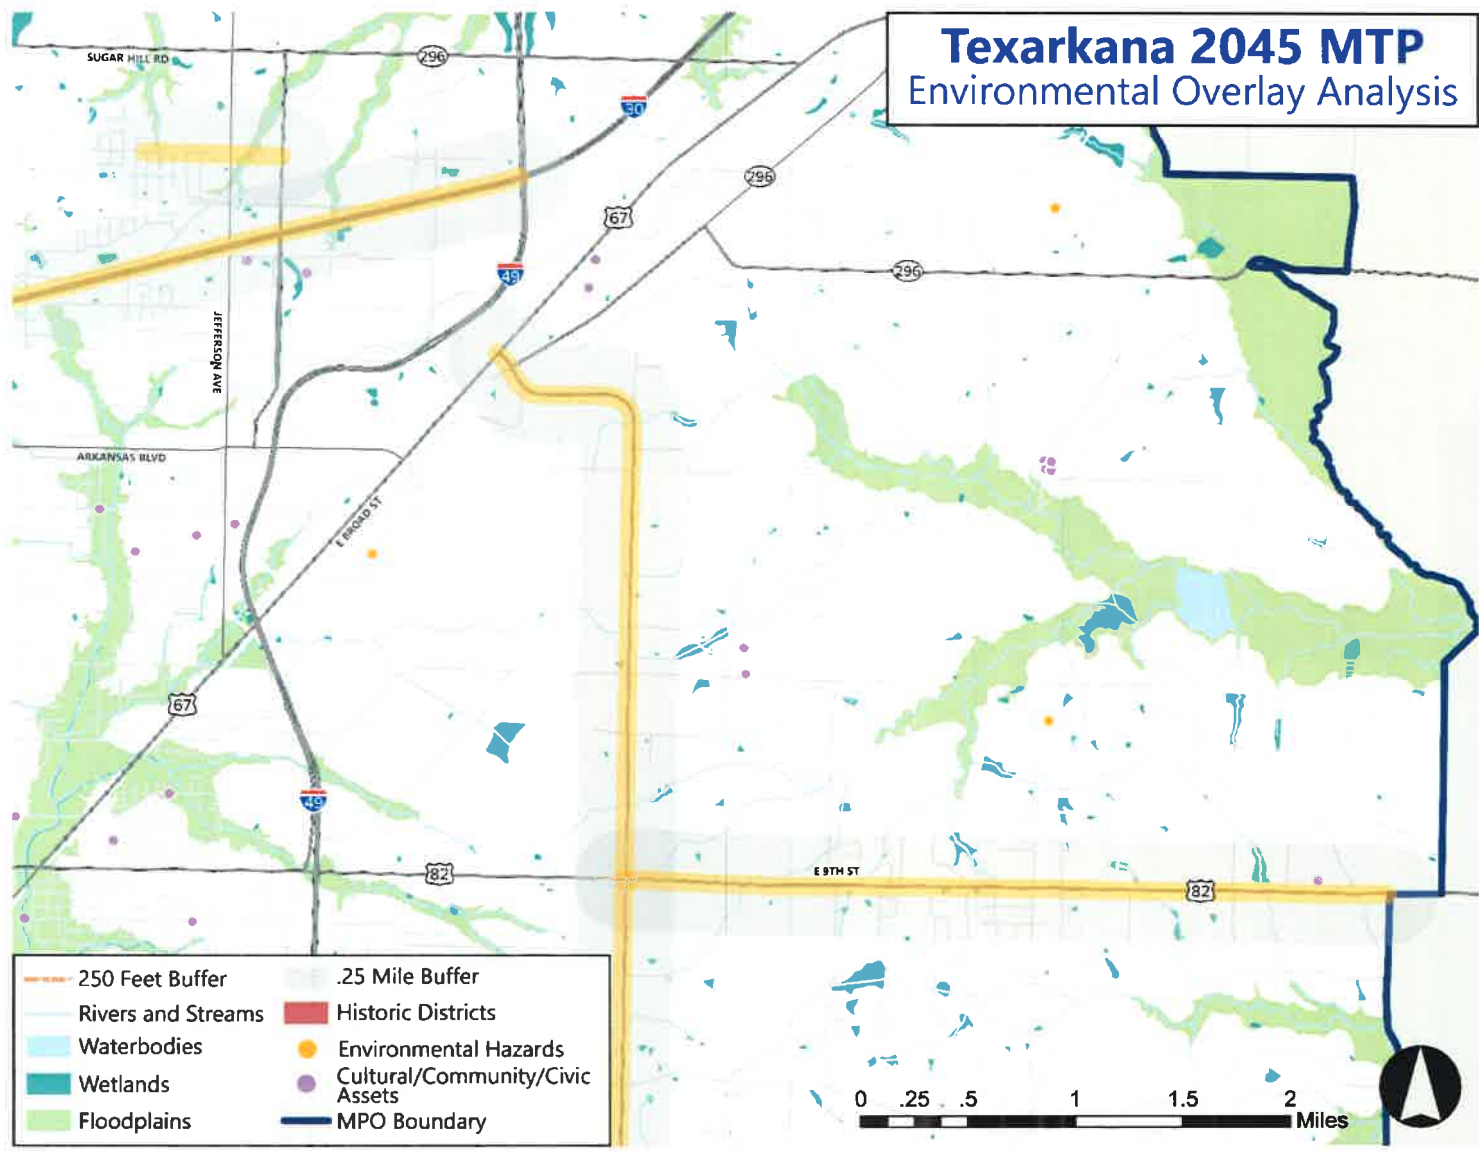 Texarkana 2045 MTP
Environmental Overlay Analysis
SUGAR HILL RD
296
30
296
67
49
296
JEFFERSON AVE
ARKANSAS BLVD
E BROAD ST
67
49
82
E 9TH ST
82
250 Feet Buffer
.25 Mile Buffer
Rivers and Streams
Historic Districts
Waterbodies
Environmental Hazards
Wetlands
Cultural/Community/Civic
Assets
Floodplains
MPO Boundary
0 .25 .5 1 1.5 2
Miles